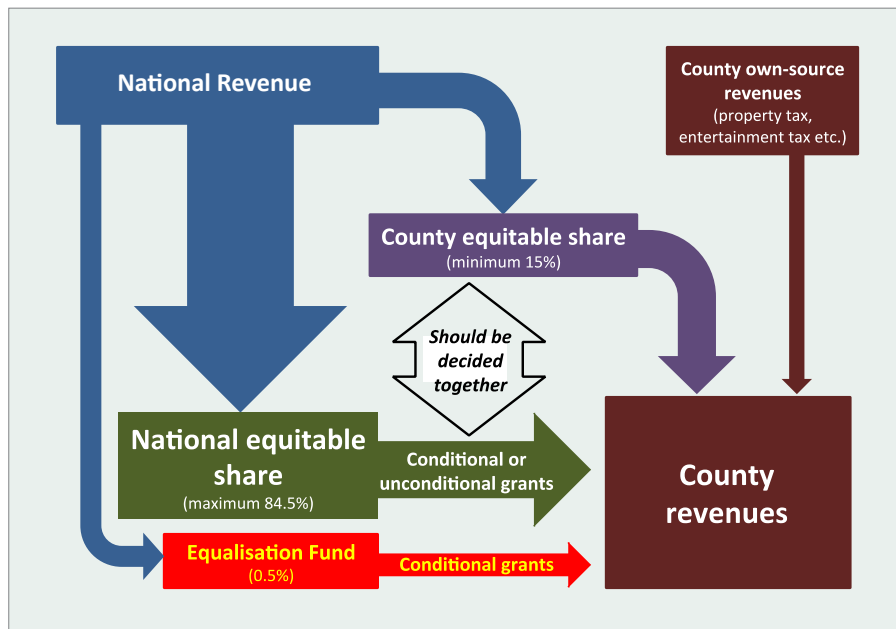 National Revenue
County own-source
revenues
(property tax,
entertainment tax etc.)
County equitable share
(minimum 15%)
Should be
decided
together
National equitable
share
(maximum 84.5%)
Conditional or
unconditional grants
County
revenues
Equalisation Fund
(0.5%)
Conditional grants